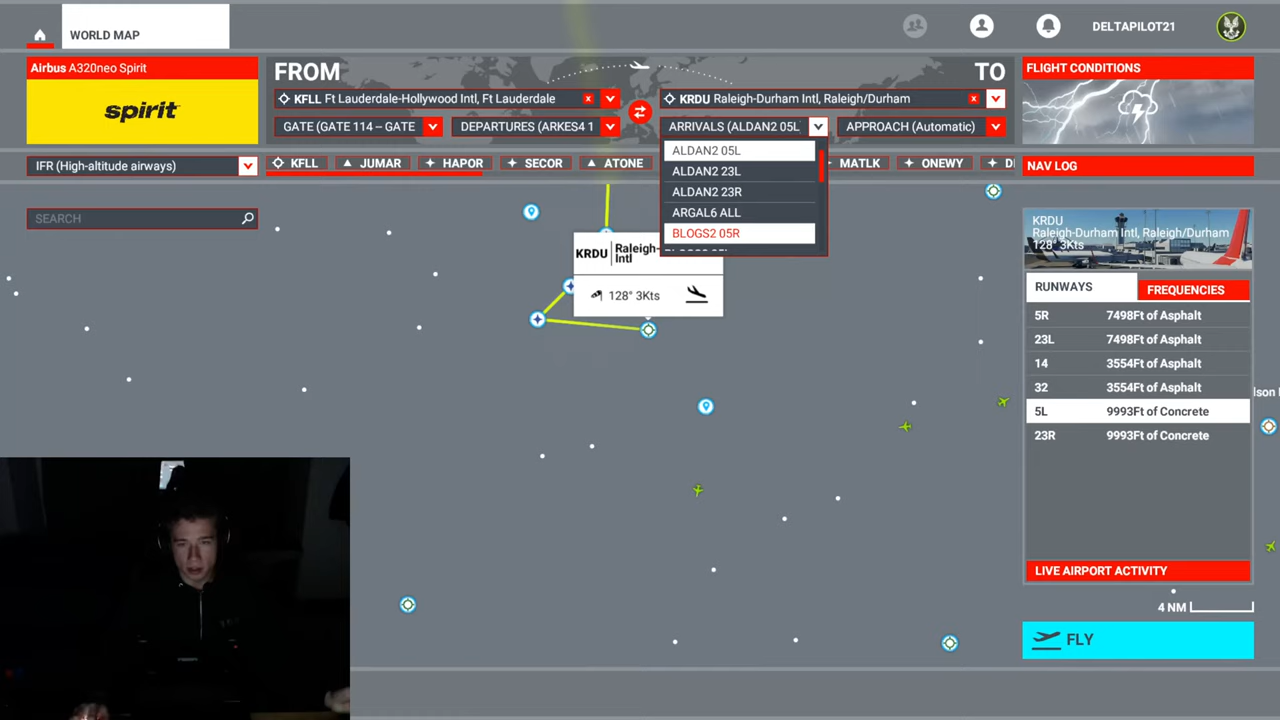 WORLD MAP
DELTAPILOT21
Airbus A320neo Spirit
spirit
FROM
TO
KFLL Ft Lauderdale-Hollywood Intl, Ft Lauderdale
x
KRDU Raleigh-Durham Intl, Raleigh/Durham
x
GATE (GATE 114 – GATE
DEPARTURES (ARKES4 1
ARRIVALS (ALDAN2 05L
APPROACH (Automatic)
FLIGHT CONDITIONS
IFR (High-altitude airways)
KFLL
JUMAR
HAPOR
SECOR
ATONE
MATLK
ONEWY
ALDAN2 05L
ALDAN2 23L
ALDAN2 23R
ARGAL6 ALL
BLOGS2 05R
SEARCH
KRDU
Raleigh-
Intl
128° 3Kts
NAV LOG
KRDU
Raleigh-Durham Intl, Raleigh/Durham
128° 3Kts
RUNWAYS
FREQUENCIES
5R 7498Ft of Asphalt
23L 7498Ft of Asphalt
14 3554Ft of Asphalt
32 3554Ft of Asphalt
5L 9993Ft of Concrete
23R 9993Ft of Concrete
LIVE AIRPORT ACTIVITY
4 NM
FLY